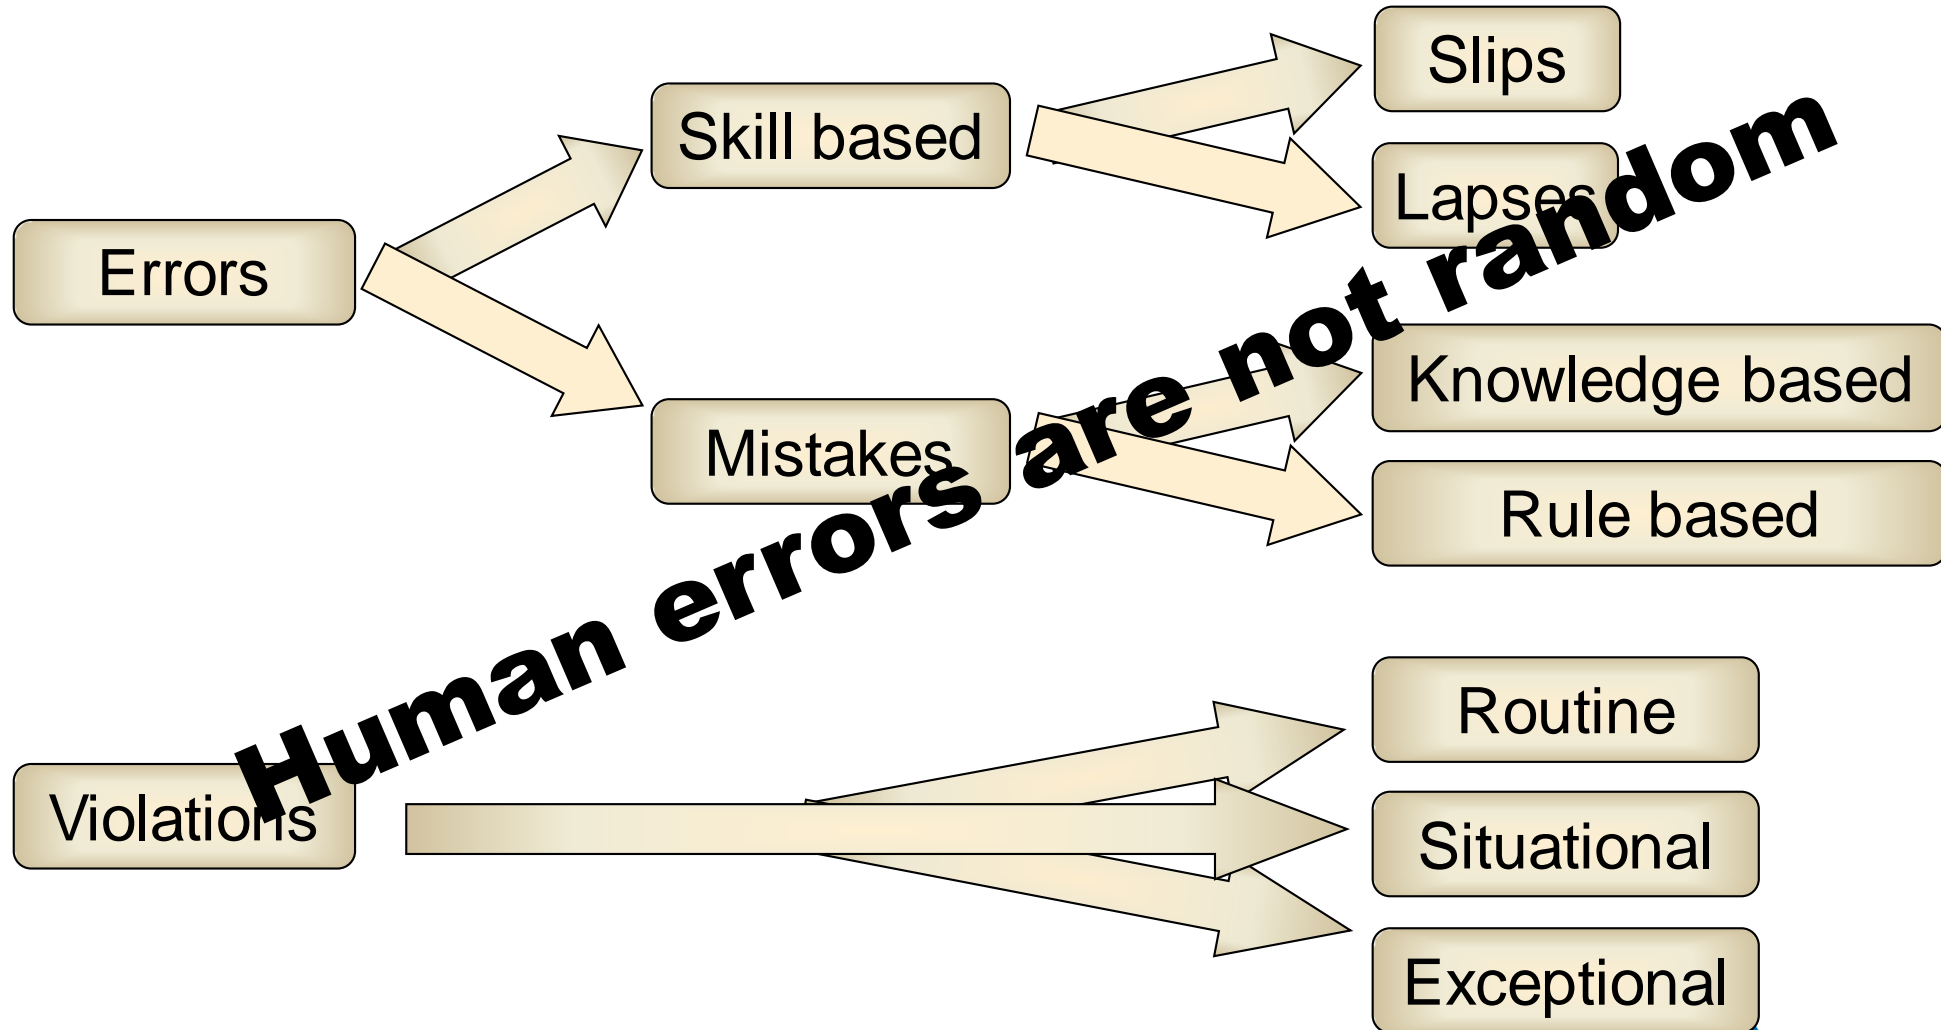 Slips
Skill based
Lapses
Errors
Knowledge based
Mistakes
Rule based
Human errors are not random
Routine
Violations
Situational
Exceptional